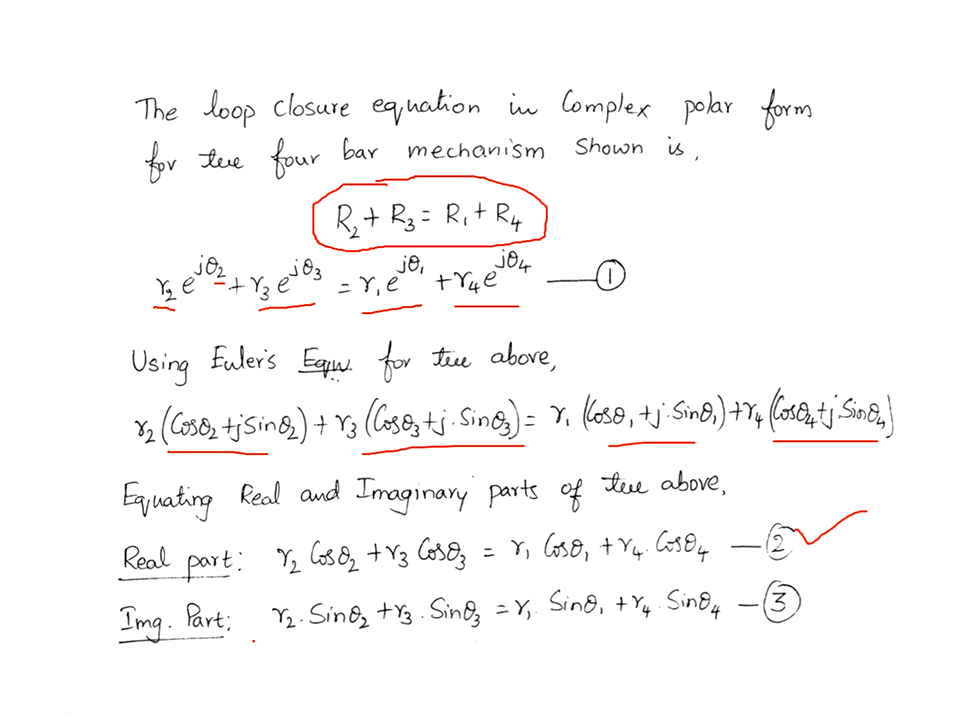 The loop closure equation in Complex polar form
for the four bar mechanism shown is,
R₂ + R₃ = R₁ + R₄
r₂ e^{jθ₂} + r₃ e^{jθ₃} = r₁ e^{jθ₁} + r₄ e^{jθ₄} — ①
Using Euler's Eqn. for the above,
r₂ (Cosθ₂ + j Sinθ₂) + r₃ (Cosθ₃ + j. Sinθ₃) = r₁ (Cosθ₁ + j. Sinθ₁) + r₄ (Cosθ₄ + j. Sinθ₄)
Equating Real and Imaginary parts of the above,
Real part: r₂ Cosθ₂ + r₃ Cosθ₃ = r₁ Cosθ₁ + r₄. Cosθ₄ — ②
Img. Part: r₂. Sinθ₂ + r₃. Sinθ₃ = r₁. Sinθ₁ + r₄. Sinθ₄ — ③